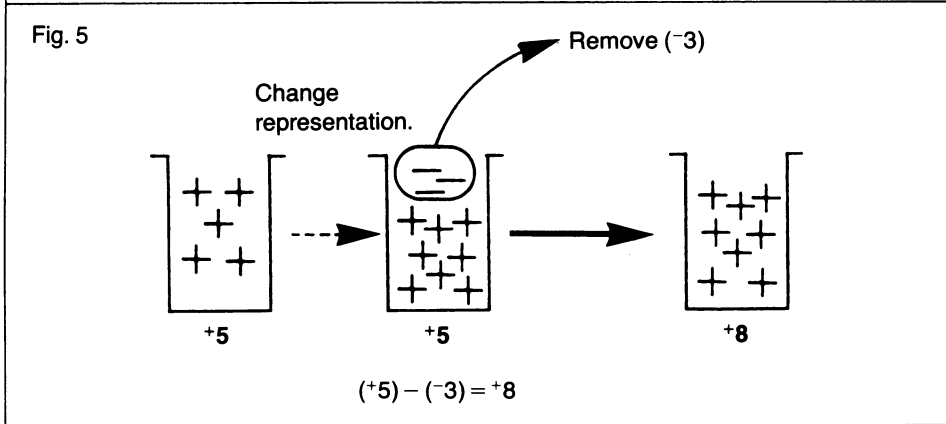 Fig. 5
Remove (⁻3)
Change
representation.
⁺5
⁺5
⁺8
(⁺5) – (⁻3) = ⁺8